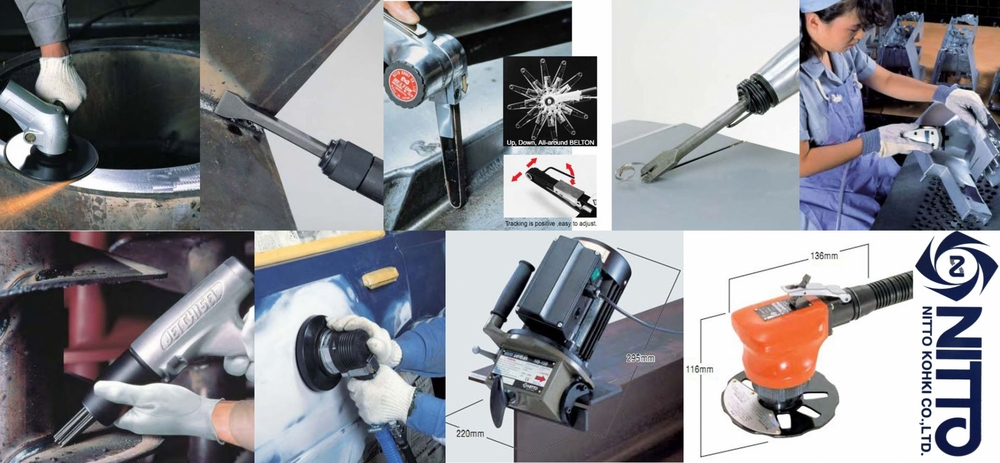 BELTON
Up, Down, All-around BELTON
Tracking is positive ,easy to adjust.
JET CHISEL
295mm
220mm
136mm
116mm
NITTO
NITTO KOHKI CO.,LTD.